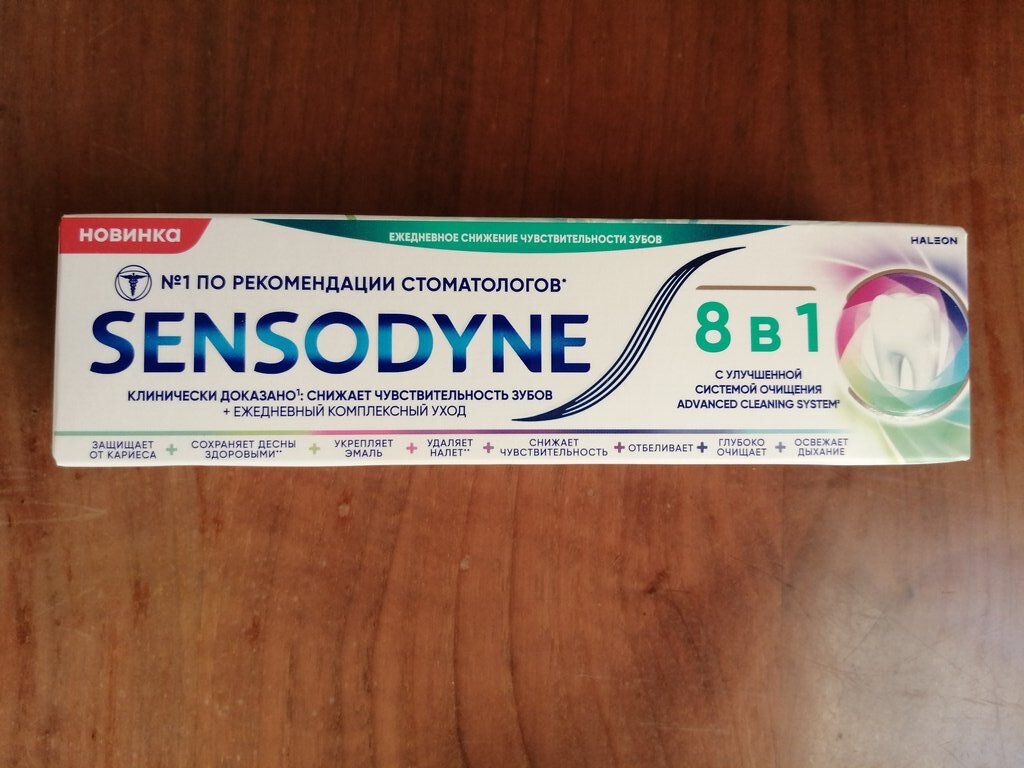 НОВИНКА
ЕЖЕДНЕВНОЕ СНИЖЕНИЕ ЧУВСТВИТЕЛЬНОСТИ ЗУБОВ
HALEON
№1 ПО РЕКОМЕНДАЦИИ СТОМАТОЛОГОВ*
SENSODYNE
КЛИНИЧЕСКИ ДОКАЗАНО¹: СНИЖАЕТ ЧУВСТВИТЕЛЬНОСТЬ ЗУБОВ
+ ЕЖЕДНЕВНЫЙ КОМПЛЕКСНЫЙ УХОД
8 в 1
С УЛУЧШЕННОЙ
СИСТЕМОЙ ОЧИЩЕНИЯ
ADVANCED CLEANING SYSTEM²
ЗАЩИЩАЕТ
ОТ КАРИЕСА
+
СОХРАНЯЕТ ДЕСНЫ
ЗДОРОВЫМИ**
+
УКРЕПЛЯЕТ
ЭМАЛЬ
+
УДАЛЯЕТ
НАЛЕТ**
+
СНИЖАЕТ
ЧУВСТВИТЕЛЬНОСТЬ
+ ОТБЕЛИВАЕТ +
ГЛУБОКО
ОЧИЩАЕТ
+
ОСВЕЖАЕТ
ДЫХАНИЕ